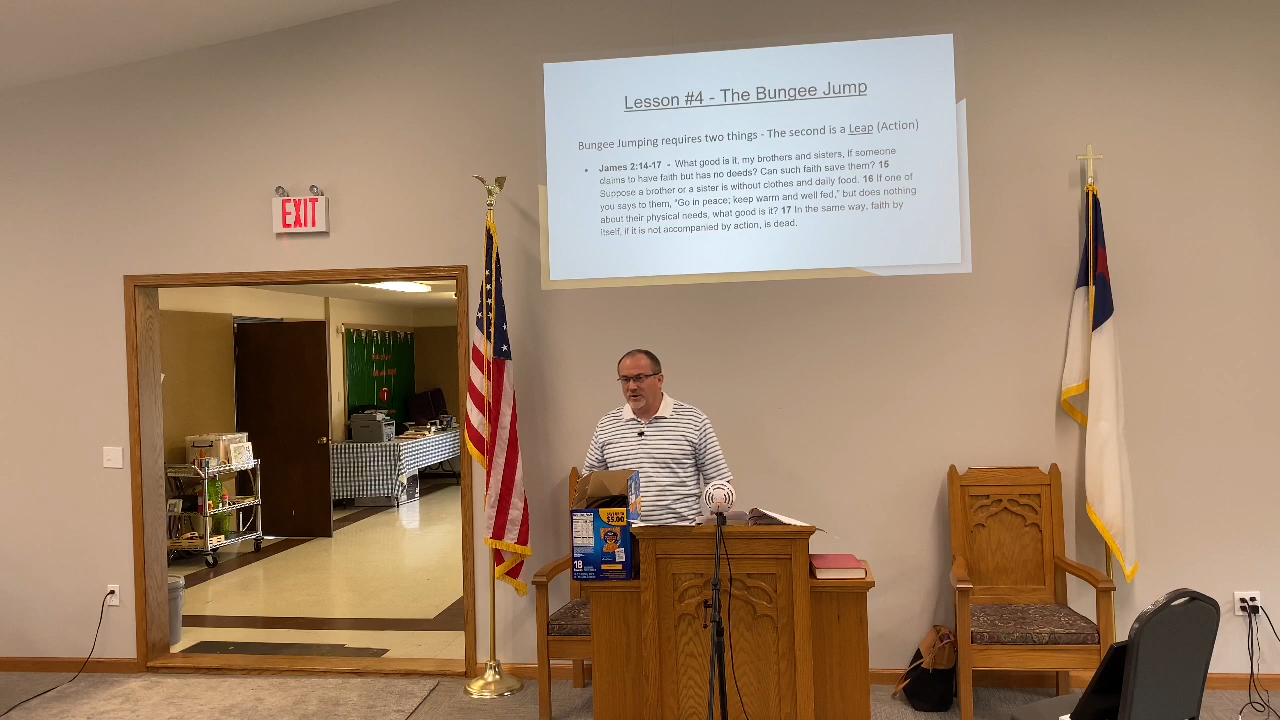 Lesson #4 - The Bungee Jump
Bungee Jumping requires two things - The second is a Leap (Action)
• James 2:14-17 - What good is it, my brothers and sisters, if someone
claims to have faith but has no deeds? Can such faith save them? 15
Suppose a brother or a sister is without clothes and daily food. 16 If one of
you says to them, “Go in peace; keep warm and well fed,” but does nothing
about their physical needs, what good is it? 17 In the same way, faith by
itself, if it is not accompanied by action, is dead.
EXIT
$5.00
18